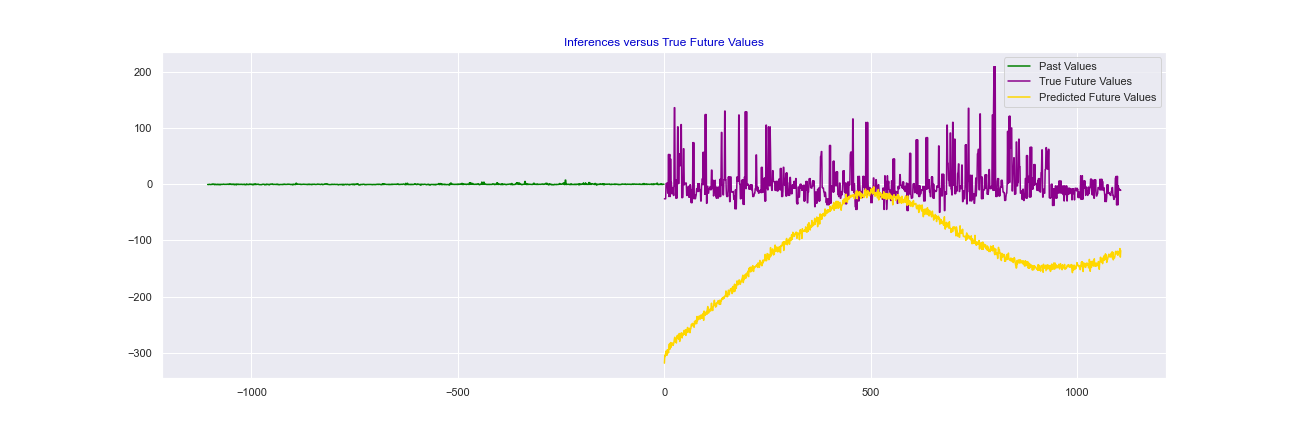 Inferences versus True Future Values
Past Values
True Future Values
Predicted Future Values
200
100
0
−100
−200
−300
−1000
−500
0
500
1000